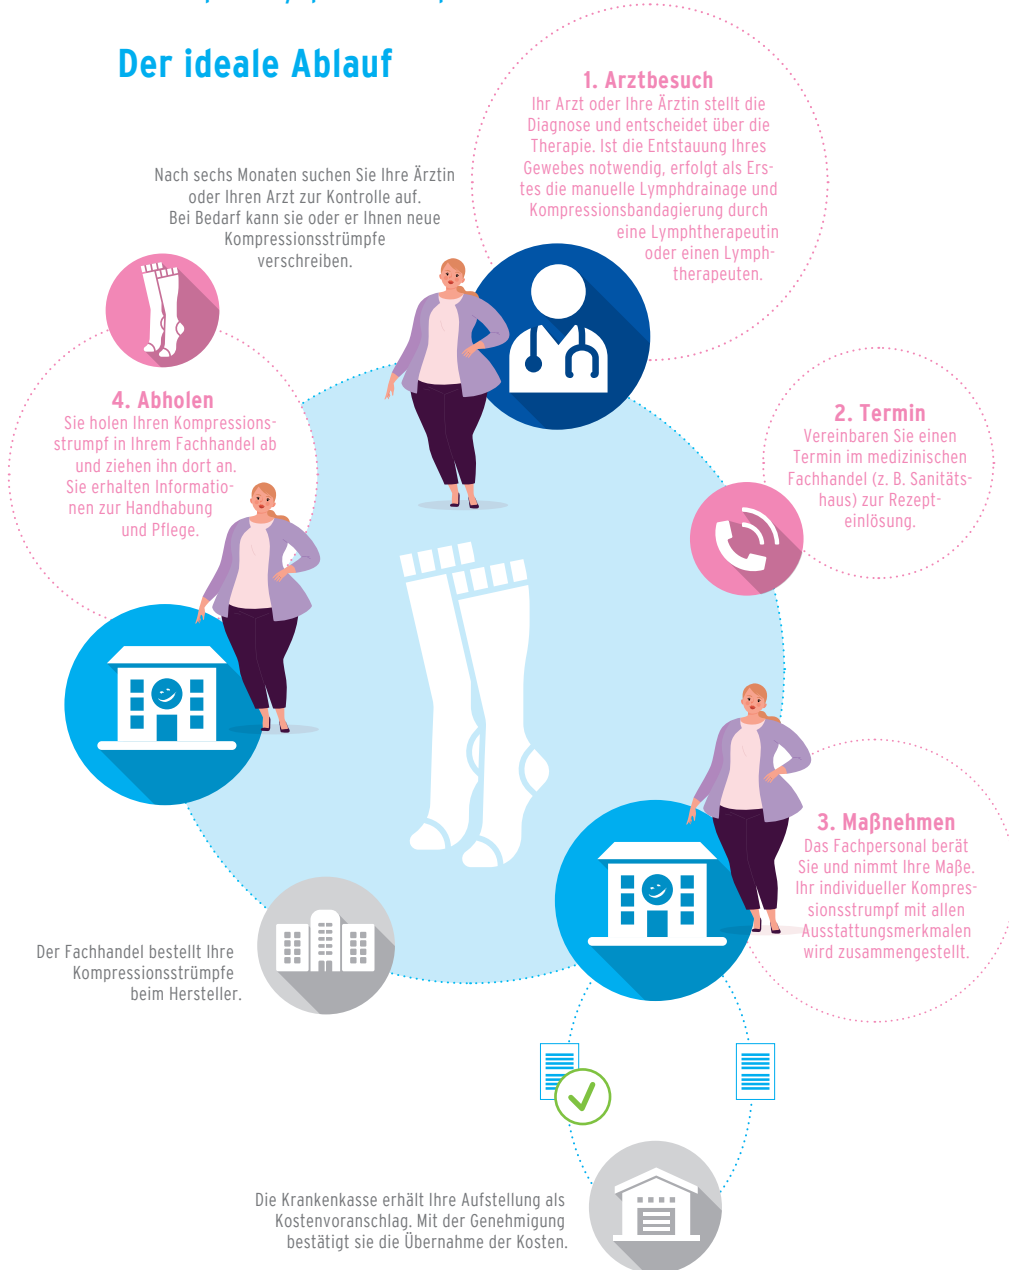 Der ideale Ablauf
1. Arztbesuch
Ihr Arzt oder Ihre Ärztin stellt die
Diagnose und entscheidet über die
Therapie. Ist die Entstauung Ihres
Gewebes notwendig, erfolgt als Ers-
tes die manuelle Lymphdrainage und
Kompressionsbandagierung durch
eine Lymphtherapeutin
oder einen Lymph-
therapeuten.
Nach sechs Monaten suchen Sie Ihre Ärztin
oder Ihren Arzt zur Kontrolle auf.
Bei Bedarf kann sie oder er Ihnen neue
Kompressionsstrümpfe
verschreiben.
2. Termin
Vereinbaren Sie einen
Termin im medizinischen
Fachhandel (z. B. Sanitäts-
haus) zur Rezept-
einlösung.
4. Abholen
Sie holen Ihren Kompressions-
strumpf in Ihrem Fachhandel ab
und ziehen ihn dort an.
Sie erhalten Informatio-
nen zur Handhabung
und Pflege.
3. Maßnehmen
Das Fachpersonal berät
Sie und nimmt Ihre Maße.
Ihr individueller Kompres-
sionsstrumpf mit allen
Ausstattungsmerkmalen
wird zusammengestellt.
Der Fachhandel bestellt Ihre
Kompressionsstrümpfe
beim Hersteller.
Die Krankenkasse erhält Ihre Aufstellung als
Kostenvoranschlag. Mit der Genehmigung
bestätigt sie die Übernahme der Kosten.